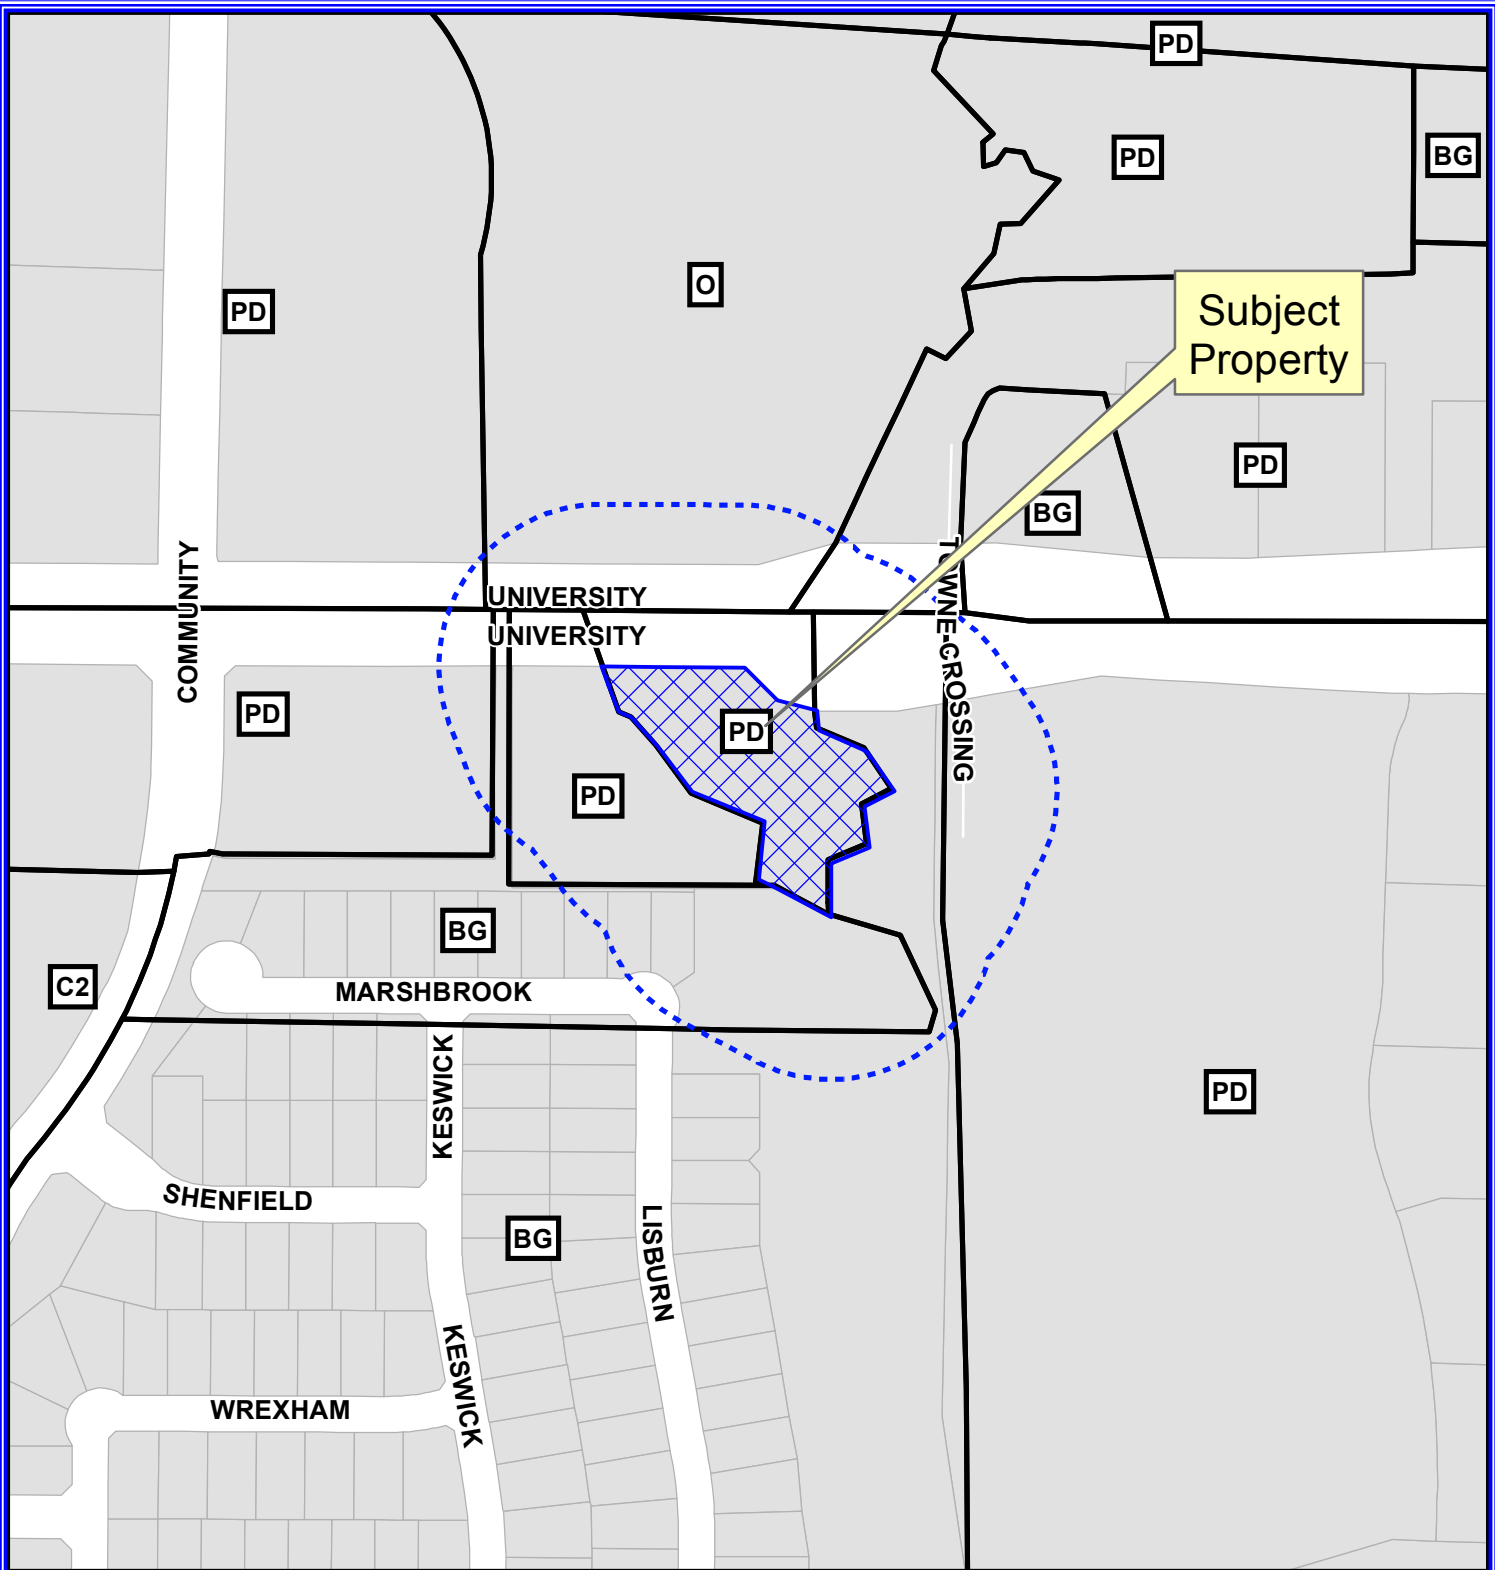 PD
PD
BG
O
PD
Subject
Property
PD
BG
COMMUNITY
UNIVERSITY
UNIVERSITY
TOWNE CROSSING
PD
PD
PD
BG
C2
MARSHBROOK
KESWICK
PD
SHENFIELD
BG
LISBURN
KESWICK
WREXHAM